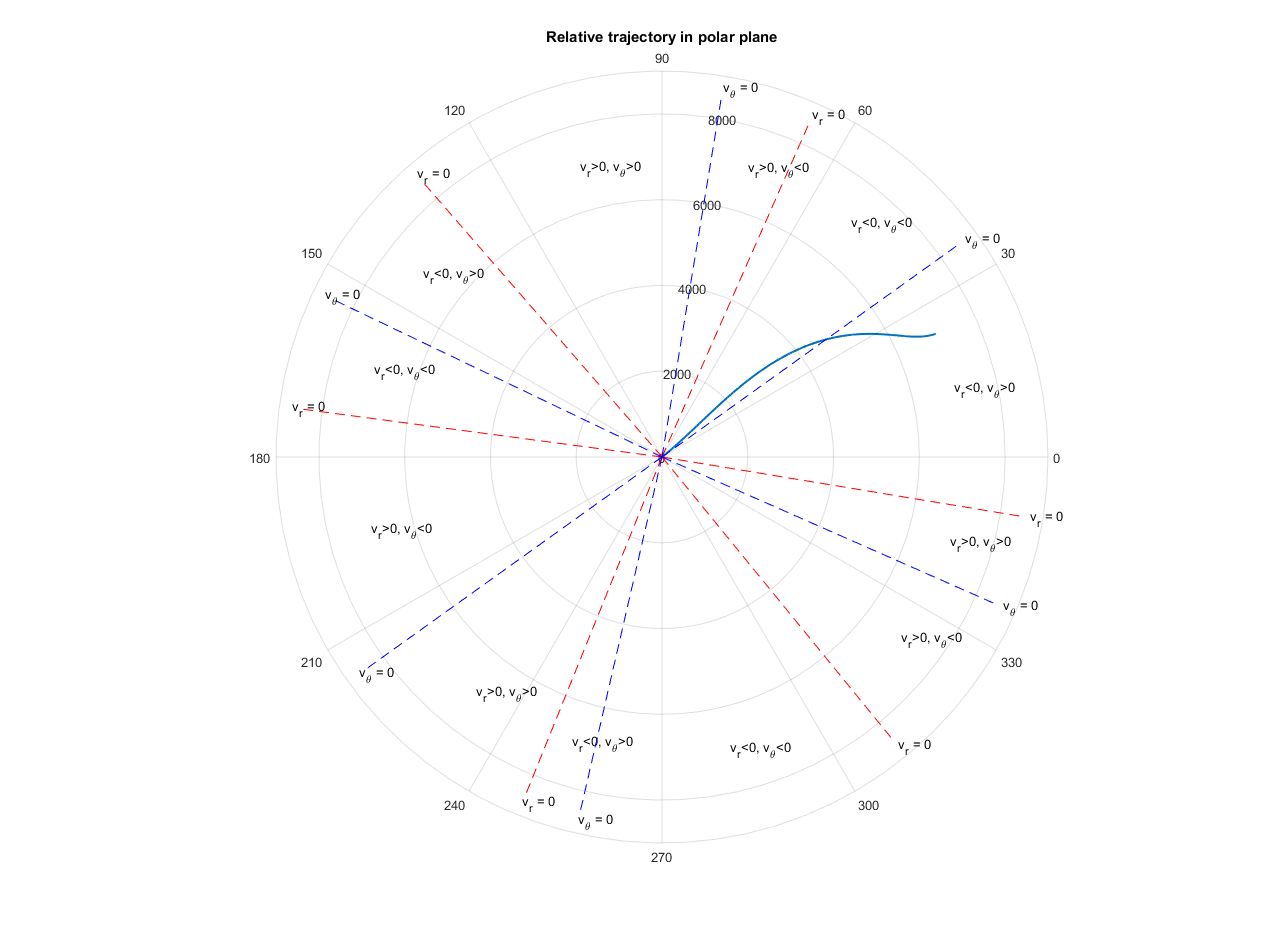 Relative trajectory in polar plane
90
v_θ = 0
120
v_r = 0
60
8000
v_r>0, v_θ>0
v_r>0, v_θ<0
v_r = 0
6000
v_r<0, v_θ<0
v_θ = 0
150
30
v_r<0, v_θ>0
v_θ = 0
4000
v_r<0, v_θ<0
2000
v_r<0, v_θ>0
v_r = 0
180
0
v_r = 0
v_r>0, v_θ<0
v_r>0, v_θ>0
v_θ = 0
v_r>0, v_θ<0
210
330
v_θ = 0
v_r>0, v_θ>0
v_r<0, v_θ>0
v_r<0, v_θ<0
v_r = 0
240
v_r = 0
300
v_θ = 0
270